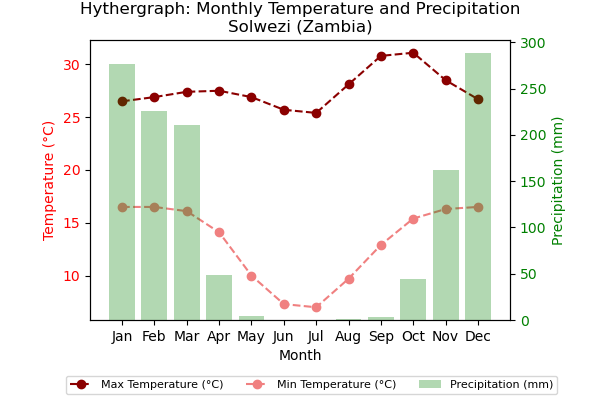 Hythergraph: Monthly Temperature and Precipitation
Solwezi (Zambia)
Temperature (°C)
30
25
20
15
10
300
250
200
150
100
50
0
Precipitation (mm)
Jan Feb Mar Apr May Jun Jul Aug Sep Oct Nov Dec
Month
Max Temperature (°C) Min Temperature (°C) Precipitation (mm)